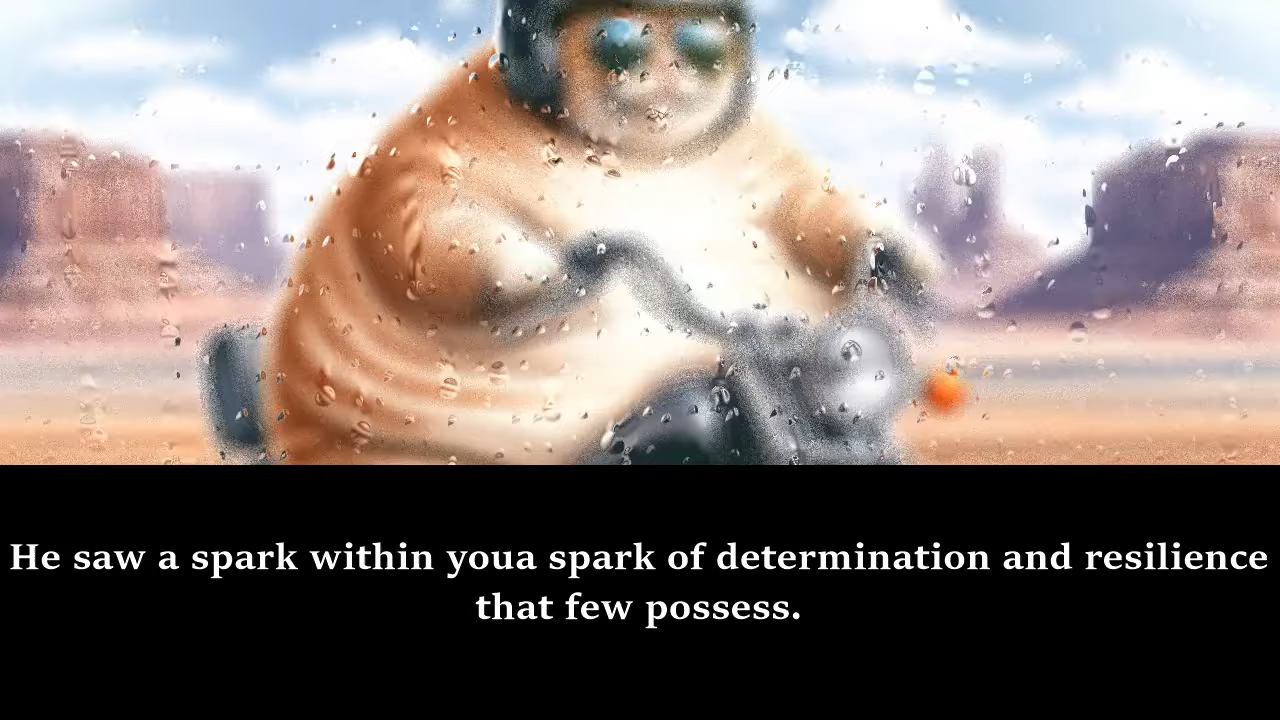 He saw a spark within youa spark of determination and resilience
that few possess.